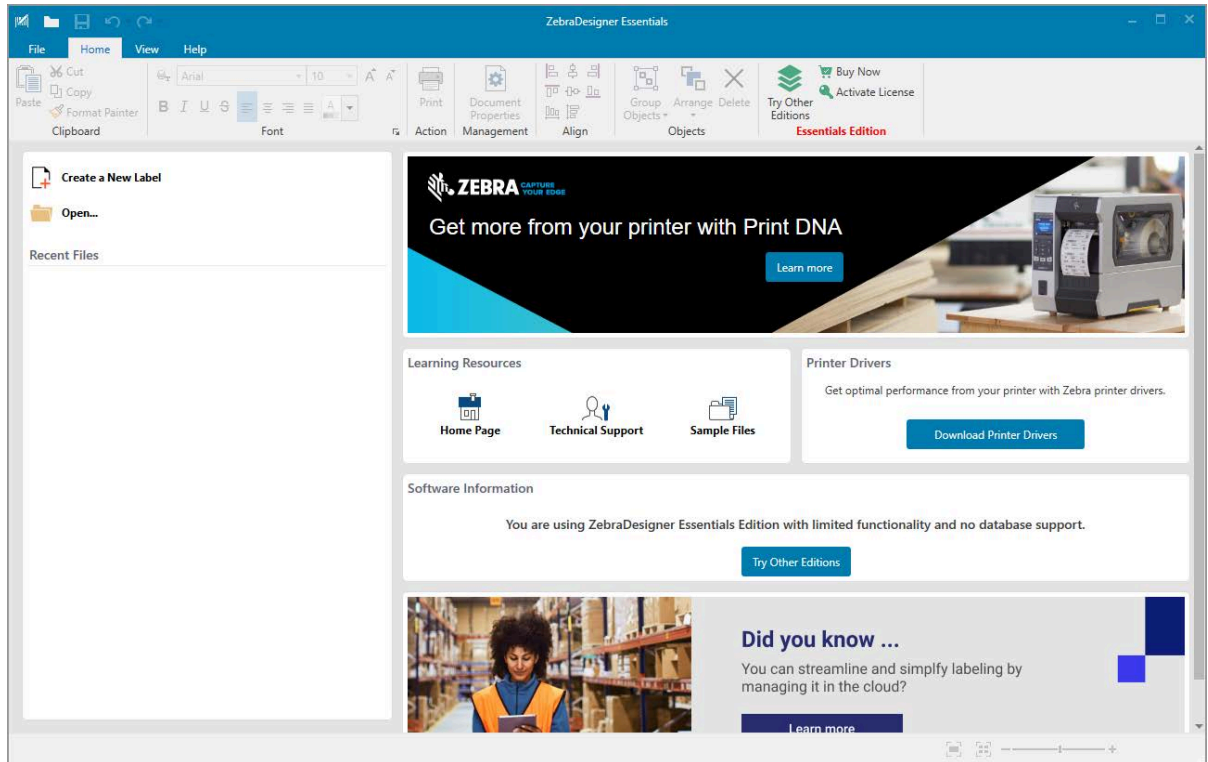 ZebraDesigner Essentials
File Home View Help
Paste
Cut
Copy
Format Painter
Clipboard
Arial 10 A A
B I U S A
Font
Print
Action
Document
Properties
Management
Align
Group
Objects
Arrange
Delete
Objects
Try Other
Editions
Buy Now
Activate License
Essentials Edition
Create a New Label
Open...
Recent Files
ZEBRA CAPTURE
YOUR EDGE
Get more from your printer with Print DNA
Learn more
Learning Resources
Home Page Technical Support Sample Files
Printer Drivers
Get optimal performance from your printer with Zebra printer drivers.
Download Printer Drivers
Software Information
You are using ZebraDesigner Essentials Edition with limited functionality and no database support.
Try Other Editions
Did you know ...
You can streamline and simplfy labeling by
managing it in the cloud?
Learn more